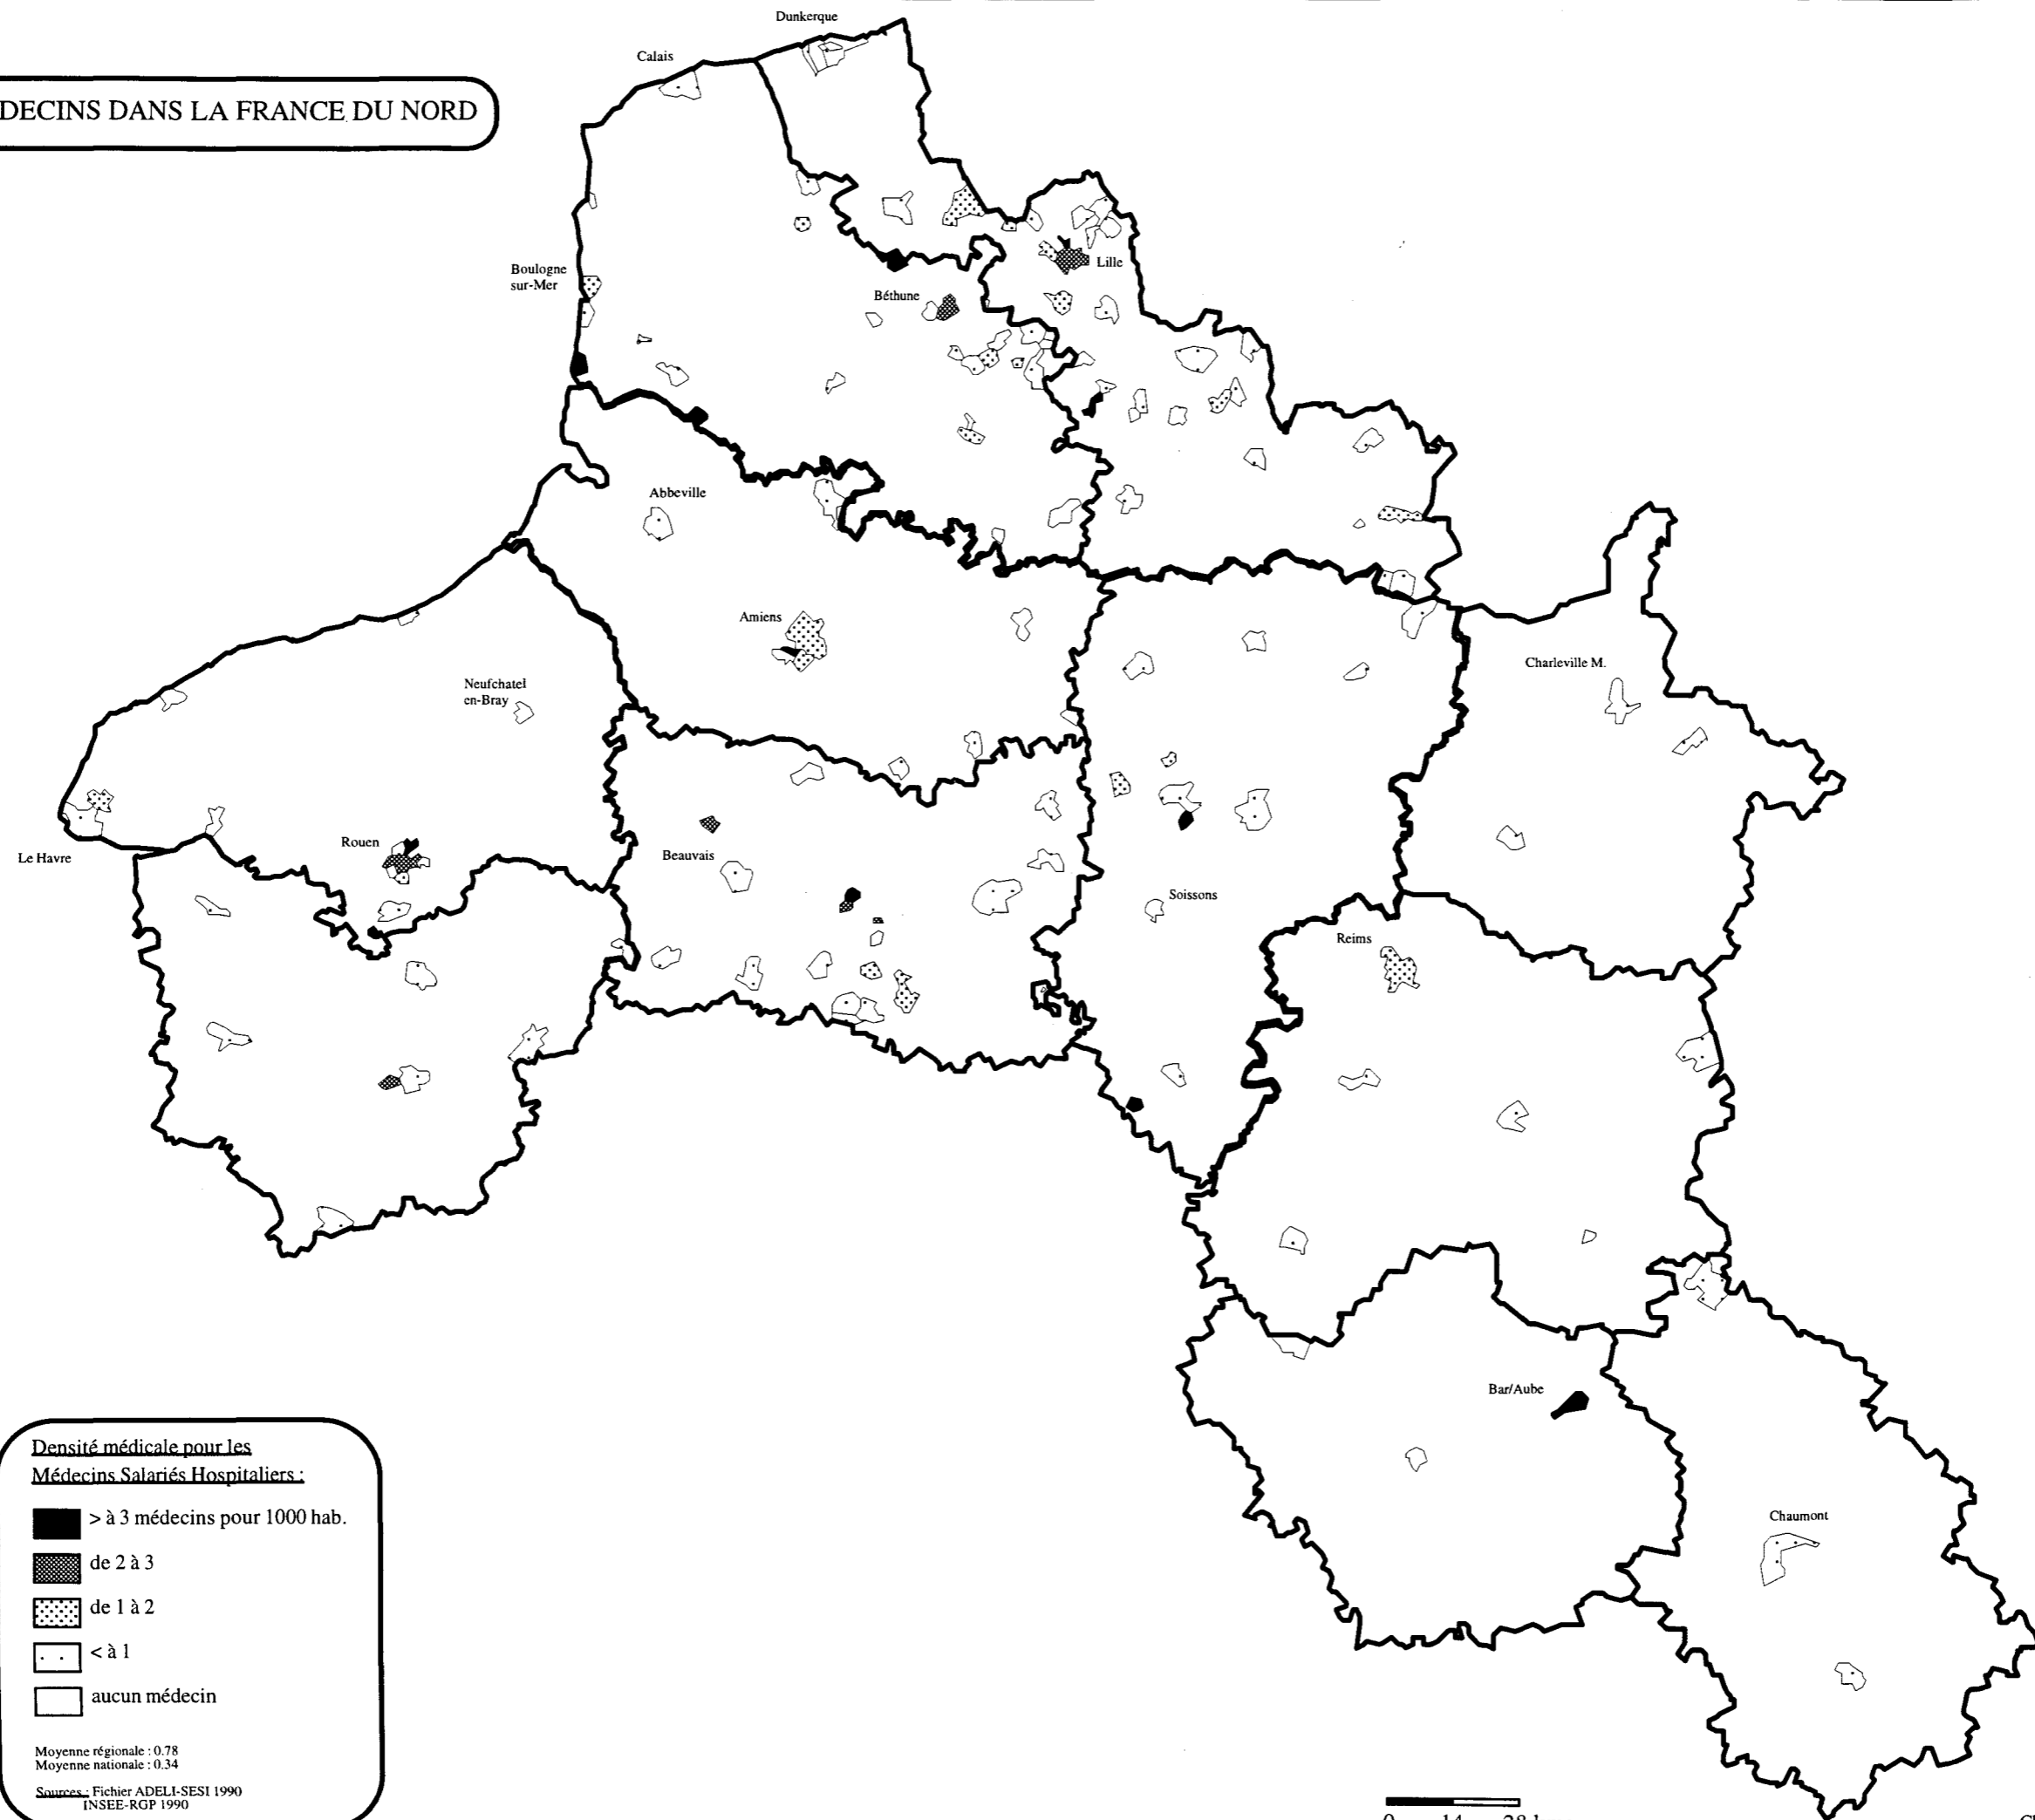 DECINS DANS LA FRANCE DU NORD
Dunkerque
Calais
Boulogne
sur-Mer
Lille
Béthune
Abbeville
Amiens
Charleville M.
Neufchatel
en-Bray
Rouen
Le Havre
Beauvais
Soissons
Reims
Bar/Aube
Chaumont
Densité médicale pour les
Médecins Salariés Hospitaliers :
> à 3 médecins pour 1000 hab.
de 2 à 3
de 1 à 2
< à 1
aucun médecin
Moyenne régionale : 0.78
Moyenne nationale : 0.34
Sources : Fichier ADELI-SESI 1990
INSEE-RGP 1990
0 14 28